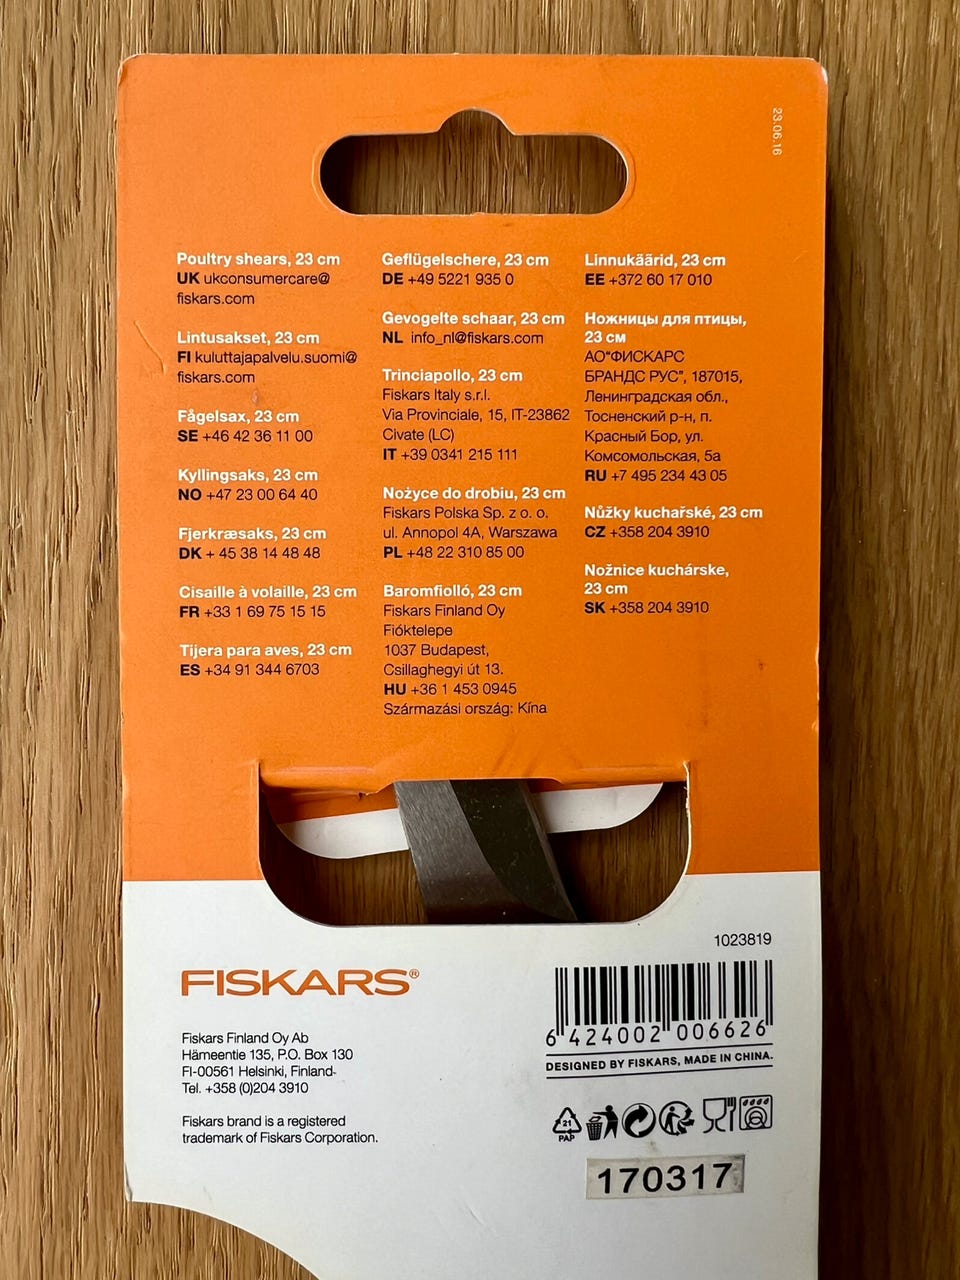 23.06.16
Poultry shears, 23 cm
UK ukconsumercare@
fiskars.com
Lintusakset, 23 cm
FI kuluttajapalvelu.suomi@
fiskars.com
Fågelsax, 23 cm
SE +46 42 36 11 00
Kyllingsaks, 23 cm
NO +47 23 00 64 40
Fjerkræsaks, 23 cm
DK + 45 38 14 48 48
Cisaille à volaille, 23 cm
FR +33 1 69 75 15 15
Tijera para aves, 23 cm
ES +34 91 344 6703
Geflügelschere, 23 cm
DE +49 5221 935 0
Gevogelte schaar, 23 cm
NL info_nl@fiskars.com
Trinciapollo, 23 cm
Fiskars Italy s.r.l.
Via Provinciale, 15, IT-23862
Civate (LC)
IT +39 0341 215 111
Nożyce do drobiu, 23 cm
Fiskars Polska Sp. z o. o.
ul. Annopol 4A, Warszawa
PL +48 22 310 85 00
Baromfiolló, 23 cm
Fiskars Finland Oy
Fióktelepe
1037 Budapest,
Csillaghegyi út 13.
HU +36 1 453 0945
Származási ország: Kína
Linnukäärid, 23 cm
EE +372 60 17 010
Ножницы для птицы,
23 см
АО"ФИСКАРС
БРАНДС РУС", 187015,
Ленинградская обл.,
Тосненский р-н, п.
Красный Бор, ул.
Комсомольская, 5а
RU +7 495 234 43 05
Nůžky kuchařské, 23 cm
CZ +358 204 3910
Nožnice kuchárske,
23 cm
SK +358 204 3910
FISKARS®
Fiskars Finland Oy Ab
Hämeentie 135, P.O. Box 130
FI-00561 Helsinki, Finland
Tel. +358 (0)204 3910
Fiskars brand is a registered
trademark of Fiskars Corporation.
1023819
6 424002 006626
DESIGNED BY FISKARS, MADE IN CHINA.
21
PAP
170317